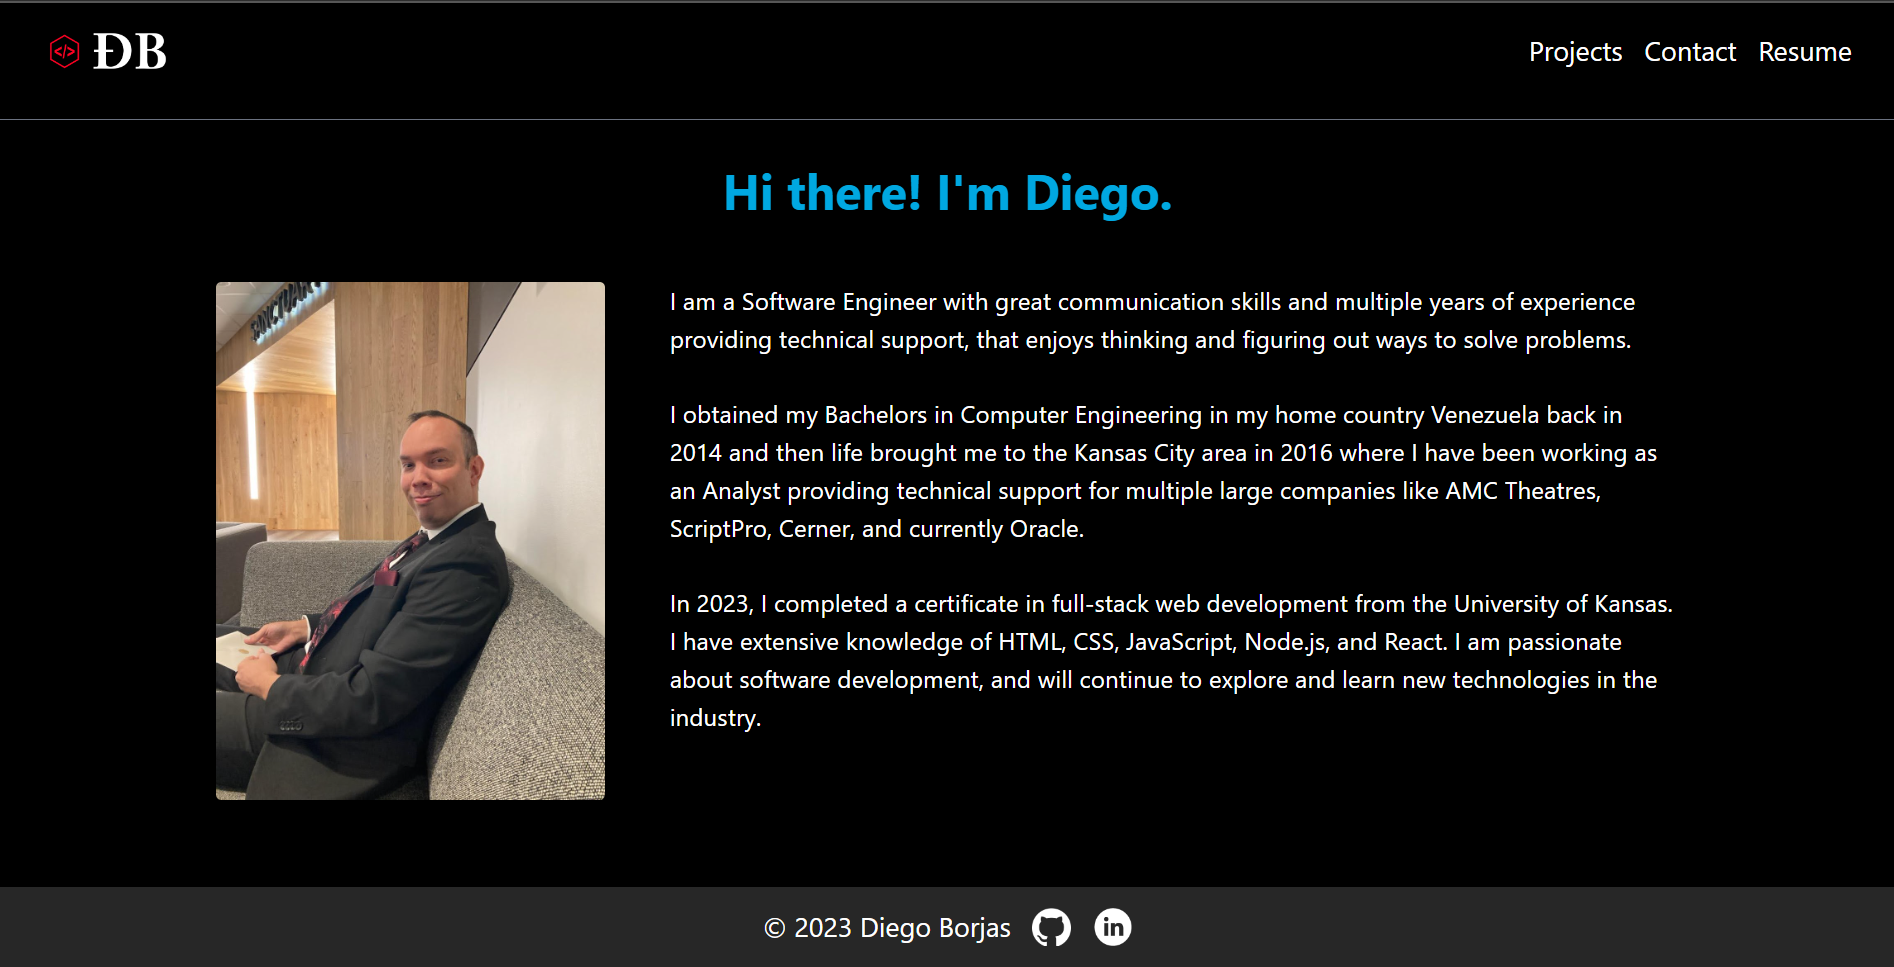 </> ĐB
Projects Contact Resume
Hi there! I'm Diego.
SANCTUARY
I am a Software Engineer with great communication skills and multiple years of experience
providing technical support, that enjoys thinking and figuring out ways to solve problems.
I obtained my Bachelors in Computer Engineering in my home country Venezuela back in
2014 and then life brought me to the Kansas City area in 2016 where I have been working as
an Analyst providing technical support for multiple large companies like AMC Theatres,
ScriptPro, Cerner, and currently Oracle.
In 2023, I completed a certificate in full-stack web development from the University of Kansas.
I have extensive knowledge of HTML, CSS, JavaScript, Node.js, and React. I am passionate
about software development, and will continue to explore and learn new technologies in the
industry.
© 2023 Diego Borjas in